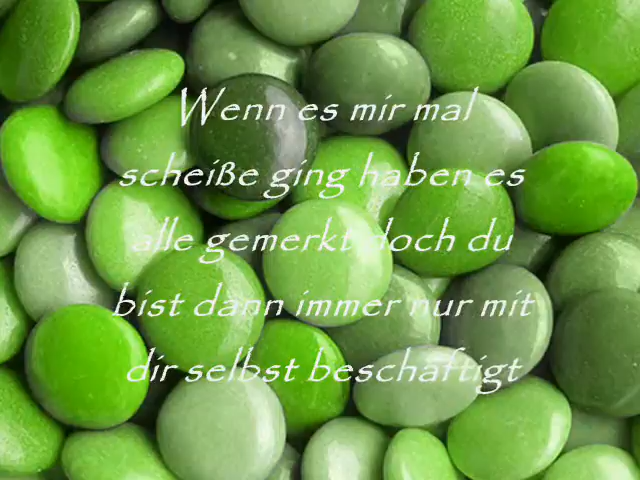 Wenn es mir mal
scheiße ging haben es
alle gemerkt doch du
bist dann immer nur mit
dir selbst beschäftigt